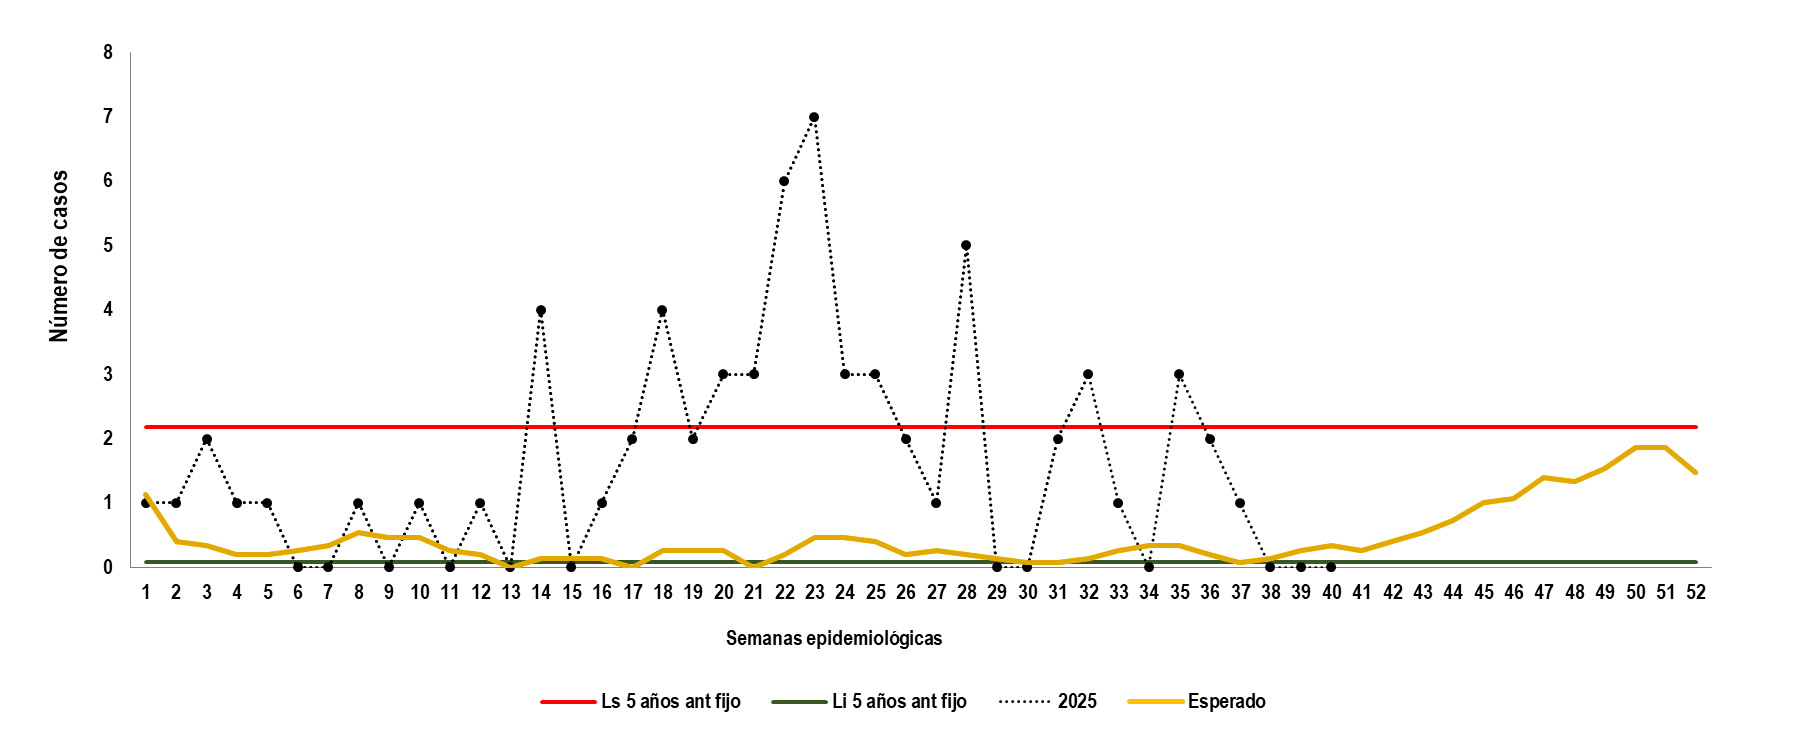 8
7
6
5
4
3
2
1
0
Número de casos
1 2 3 4 5 6 7 8 9 10 11 12 13 14 15 16 17 18 19 20 21 22 23 24 25 26 27 28 29 30 31 32 33 34 35 36 37 38 39 40 41 42 43 44 45 46 47 48 49 50 51 52
Semanas epidemiológicas
Ls 5 años ant fijo Li 5 años ant fijo 2025 Esperado